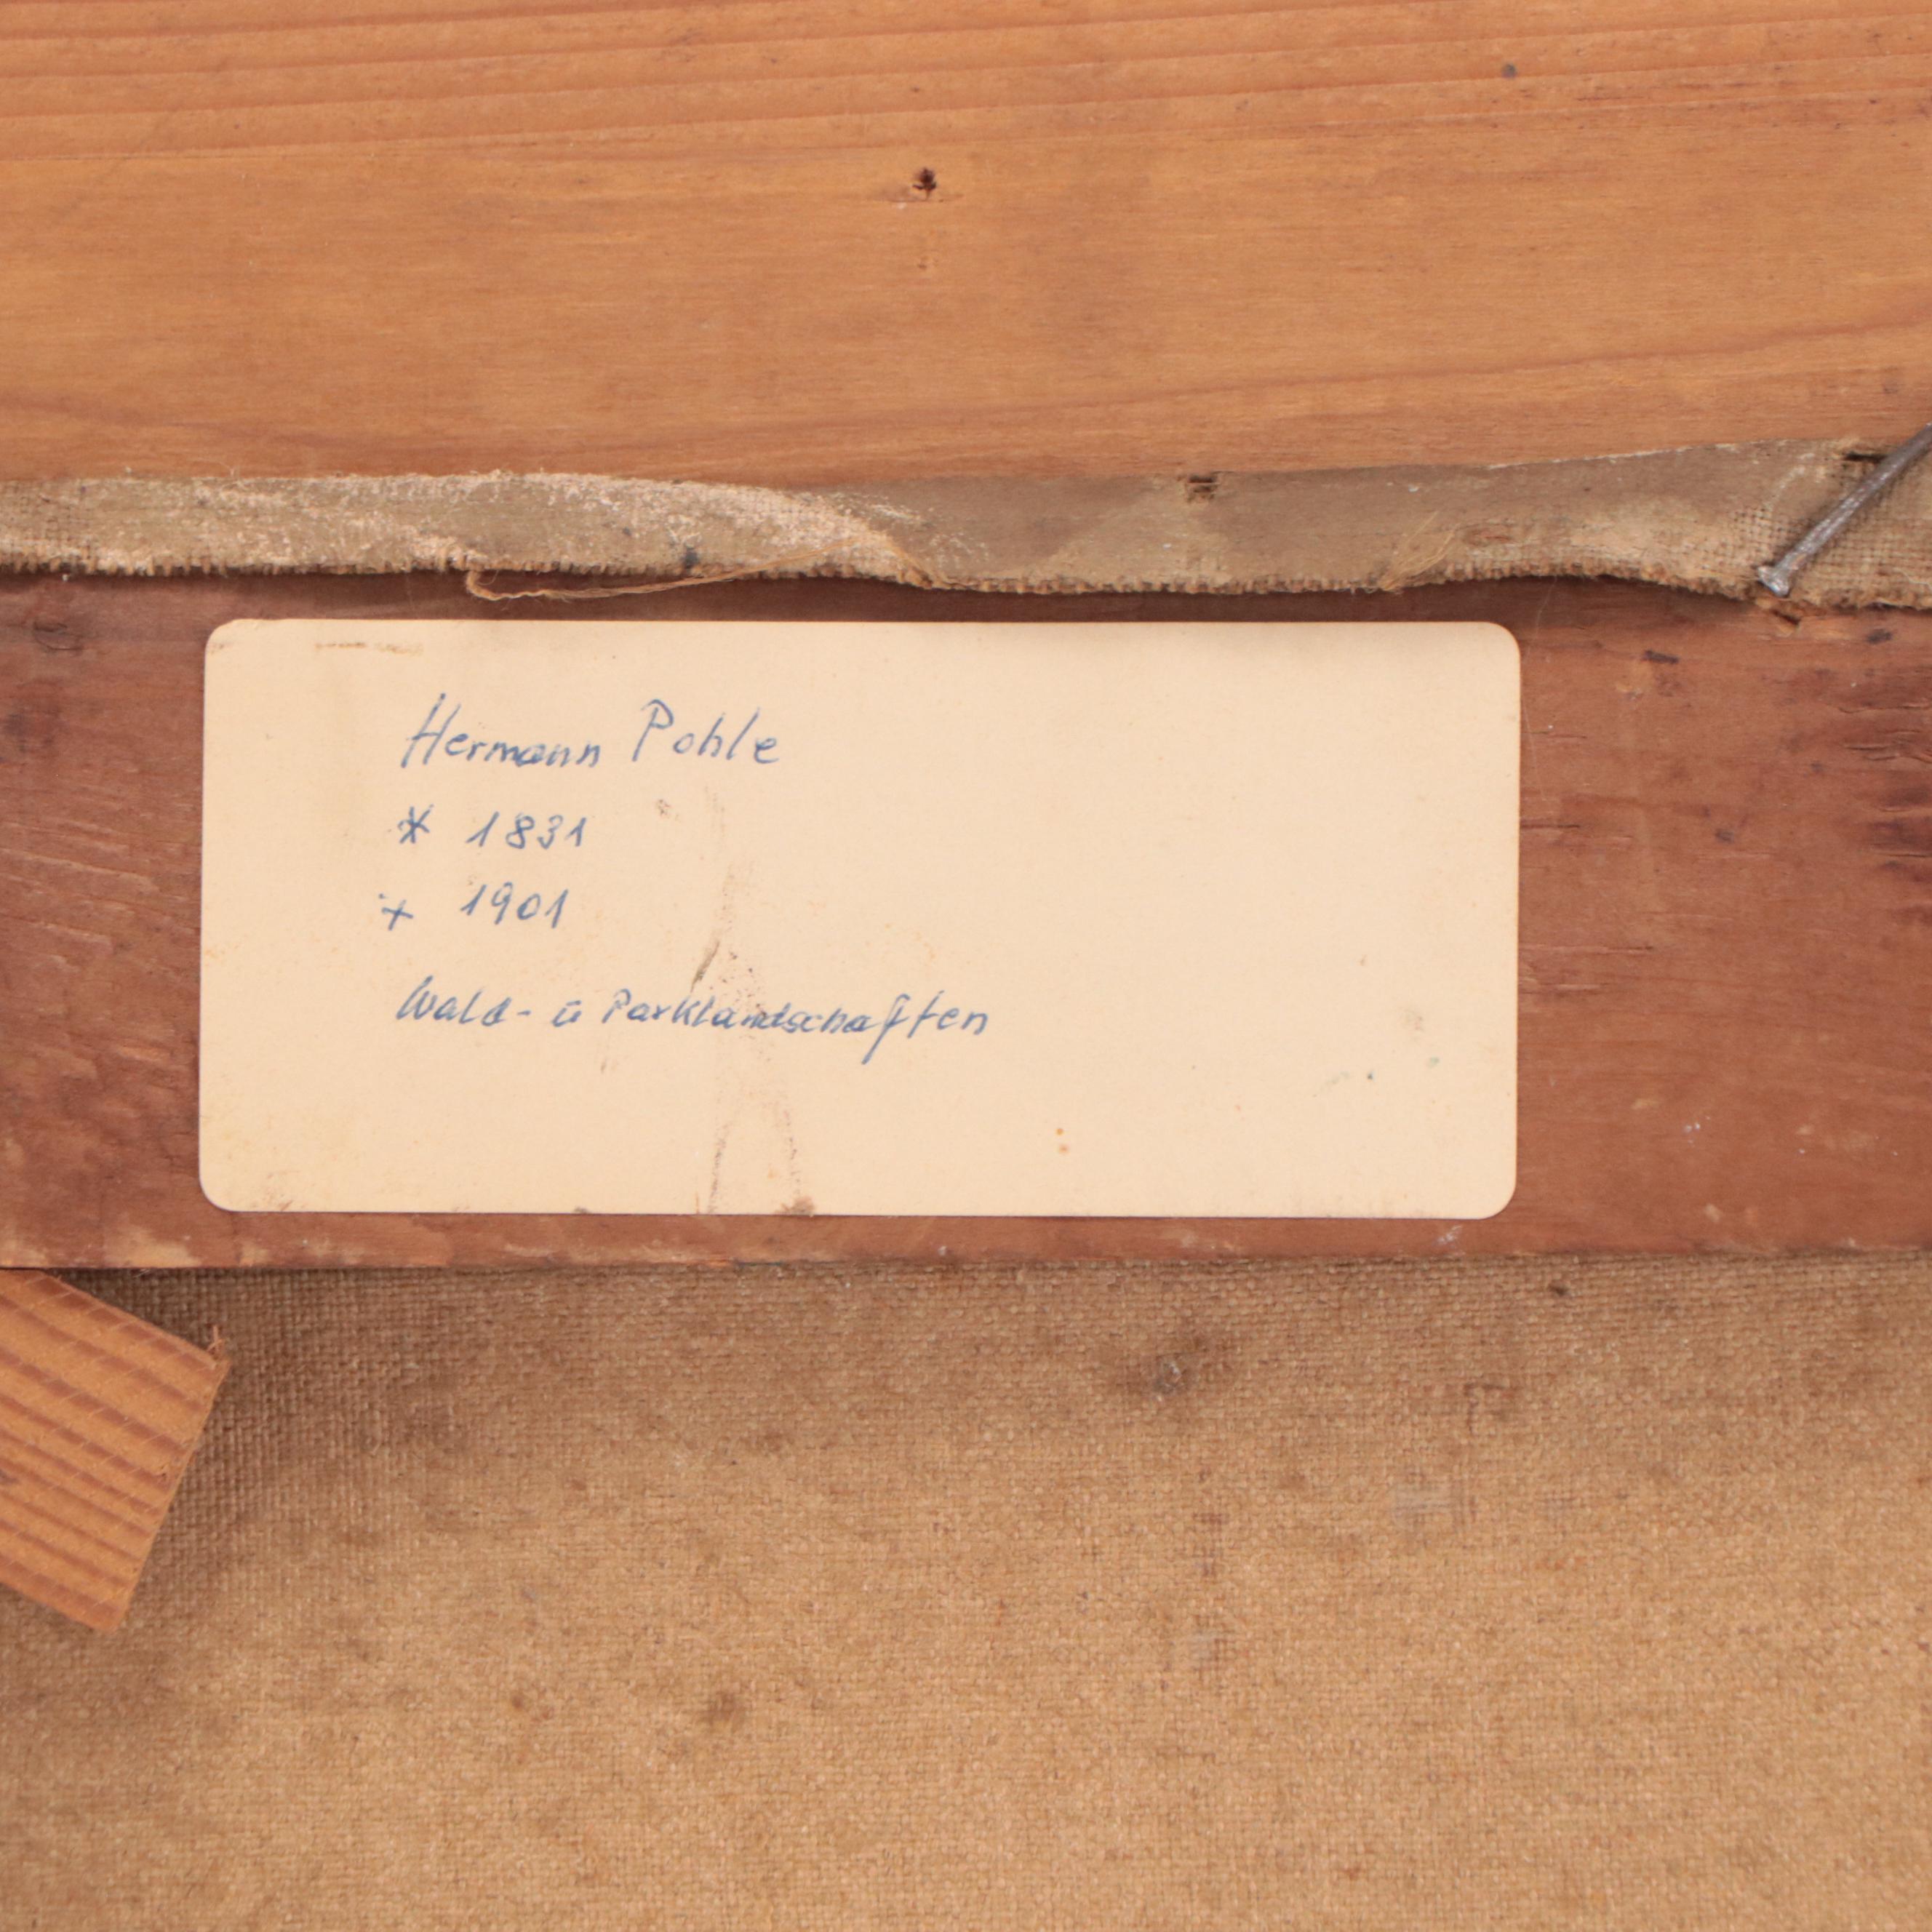 Hermann Pohle
* 1831
+ 1901
Wald- ū Parklandschaften